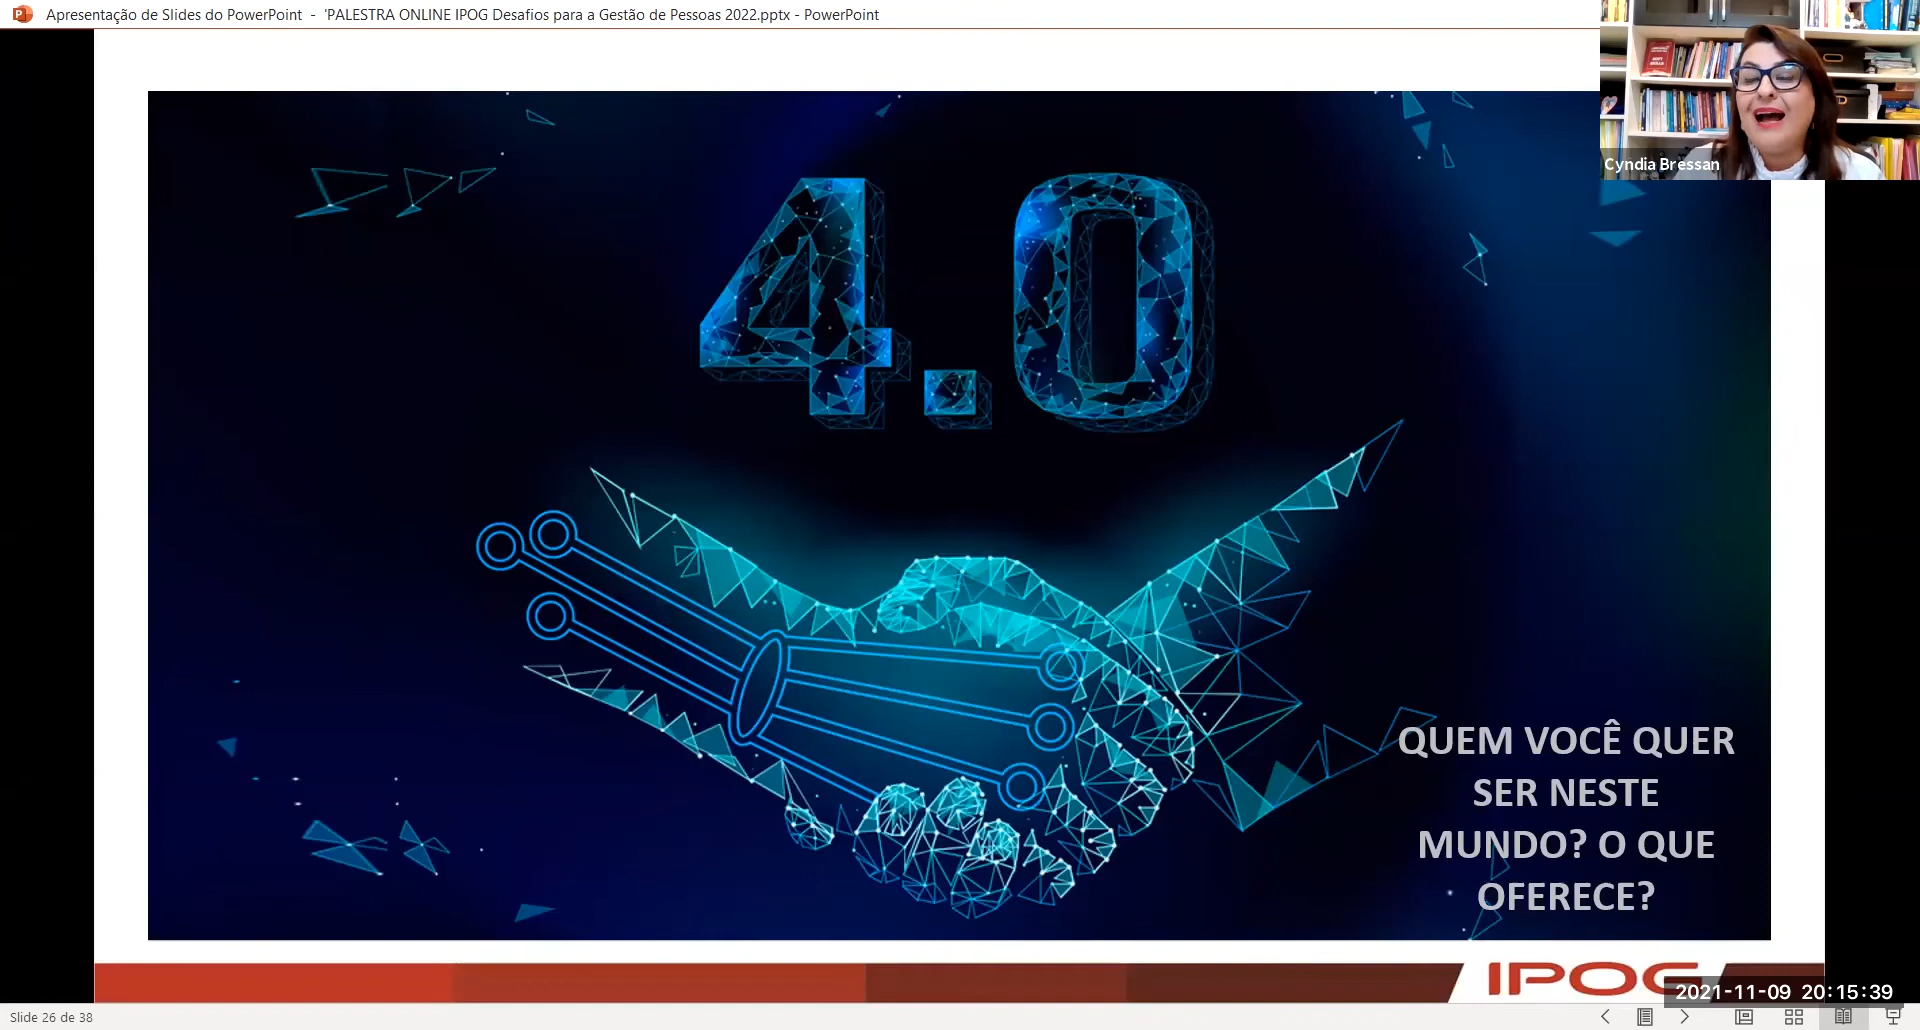 Apresentação de Slides do PowerPoint - 'PALESTRA ONLINE IPOG Desafios para a Gestão de Pessoas 2022.pptx - PowerPoint
Cyndia Bressan
4.0
QUEM VOCÊ QUER
SER NESTE
MUNDO? O QUE
OFERECE?
IPOG
2021-11-09 20:15:39
Slide 26 de 38